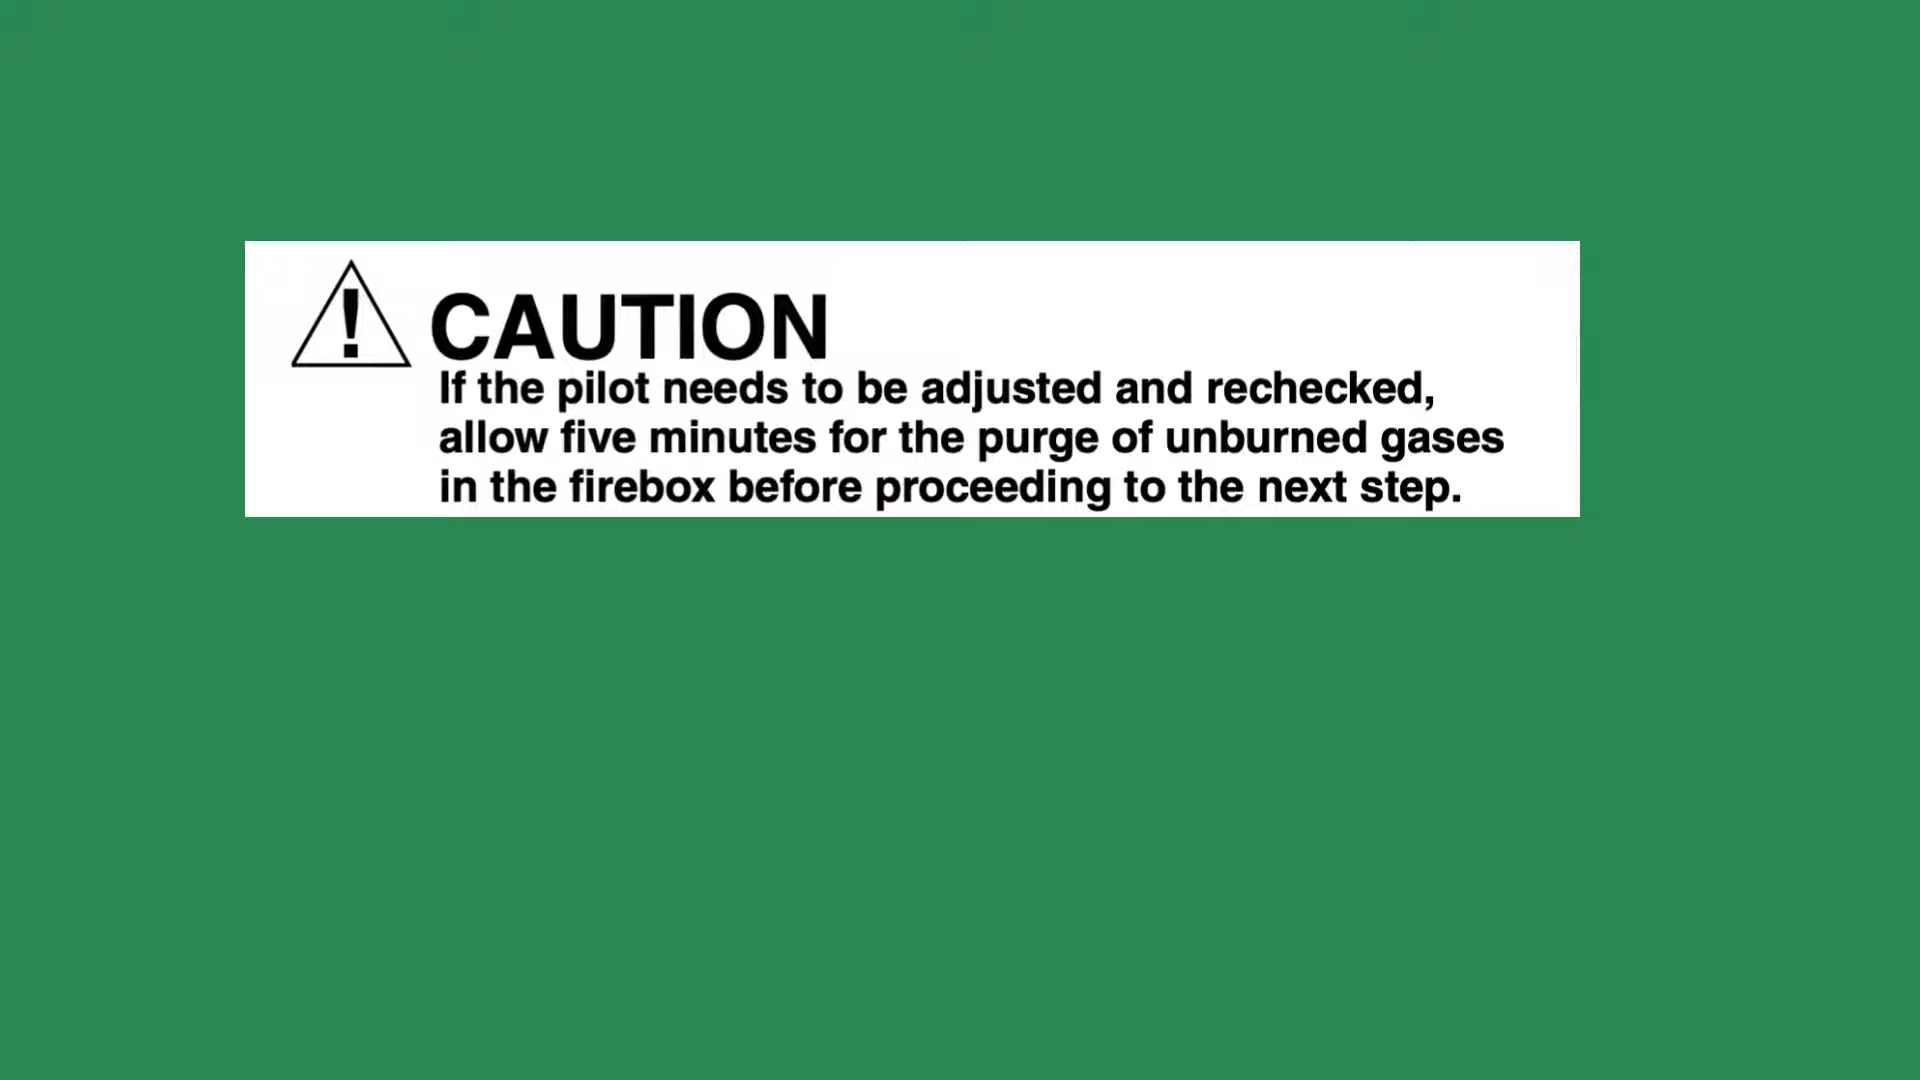 CAUTION
If the pilot needs to be adjusted and rechecked,
allow five minutes for the purge of unburned gases
in the firebox before proceeding to the next step.